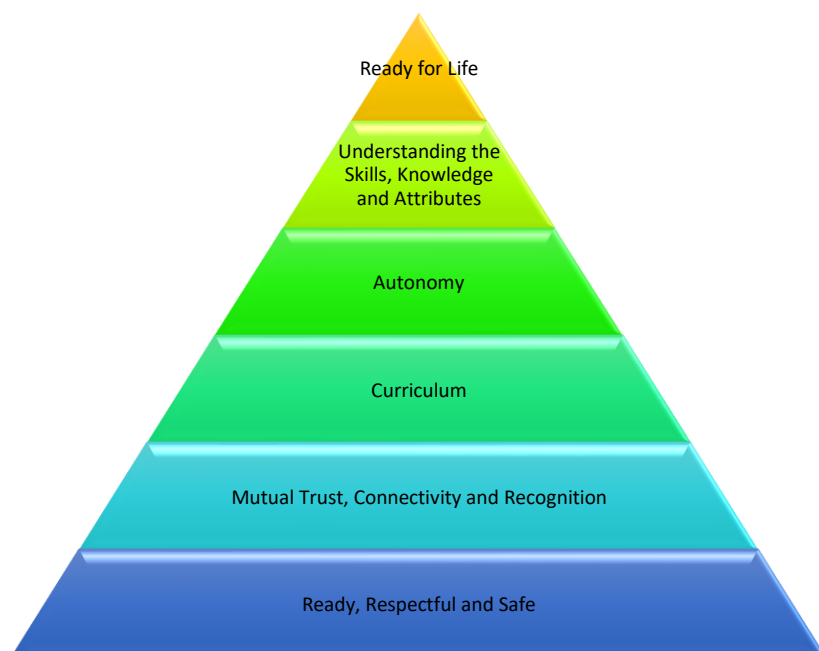 Ready for Life
Understanding the
Skills, Knowledge
and Attributes
Autonomy
Curriculum
Mutual Trust, Connectivity and Recognition
Ready, Respectful and Safe